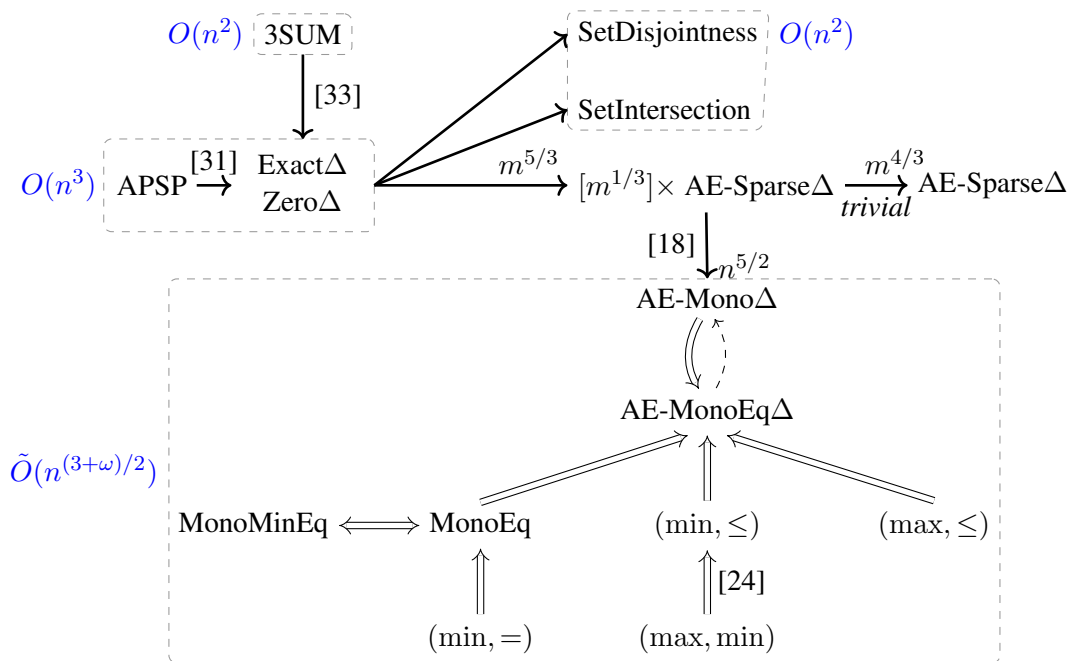 O(n²) 3SUM SetDisjointness O(n²)
[33]
SetIntersection
O(n³) APSP [31] ExactΔ
ZeroΔ
m^{5/3} [m^{1/3}]× AE-SparseΔ m^{4/3} AE-SparseΔ
trivial
[18]
n^{5/2}
AE-MonoΔ
AE-MonoEqΔ
Õ(n^{(3+ω)/2})
MonoMinEq MonoEq (min, ≤) (max, ≤)
[24]
(min, =) (max, min)